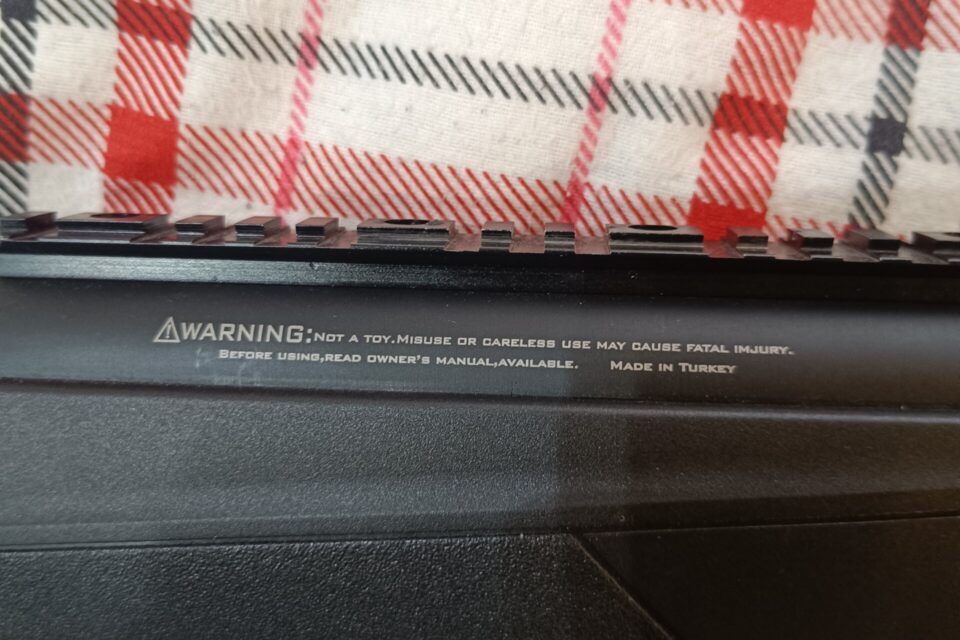 ⚠WARNING:NOT A TOY.MISUSE OR CARELESS USE MAY CAUSE FATAL IMJURY.
BEFORE USING,READ OWNER'S MANUAL,AVAILABLE. MADE IN TURKEY